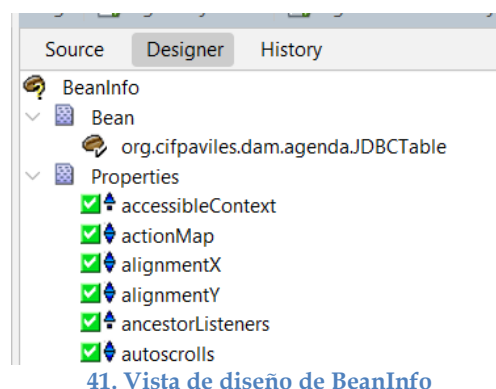 Source Designer History
BeanInfo
Bean
org.cifpaviles.dam.agenda.JDBCTable
Properties
accessibleContext
actionMap
alignmentX
alignmentY
ancestorListeners
autoscrolls
41. Vista de diseño de BeanInfo